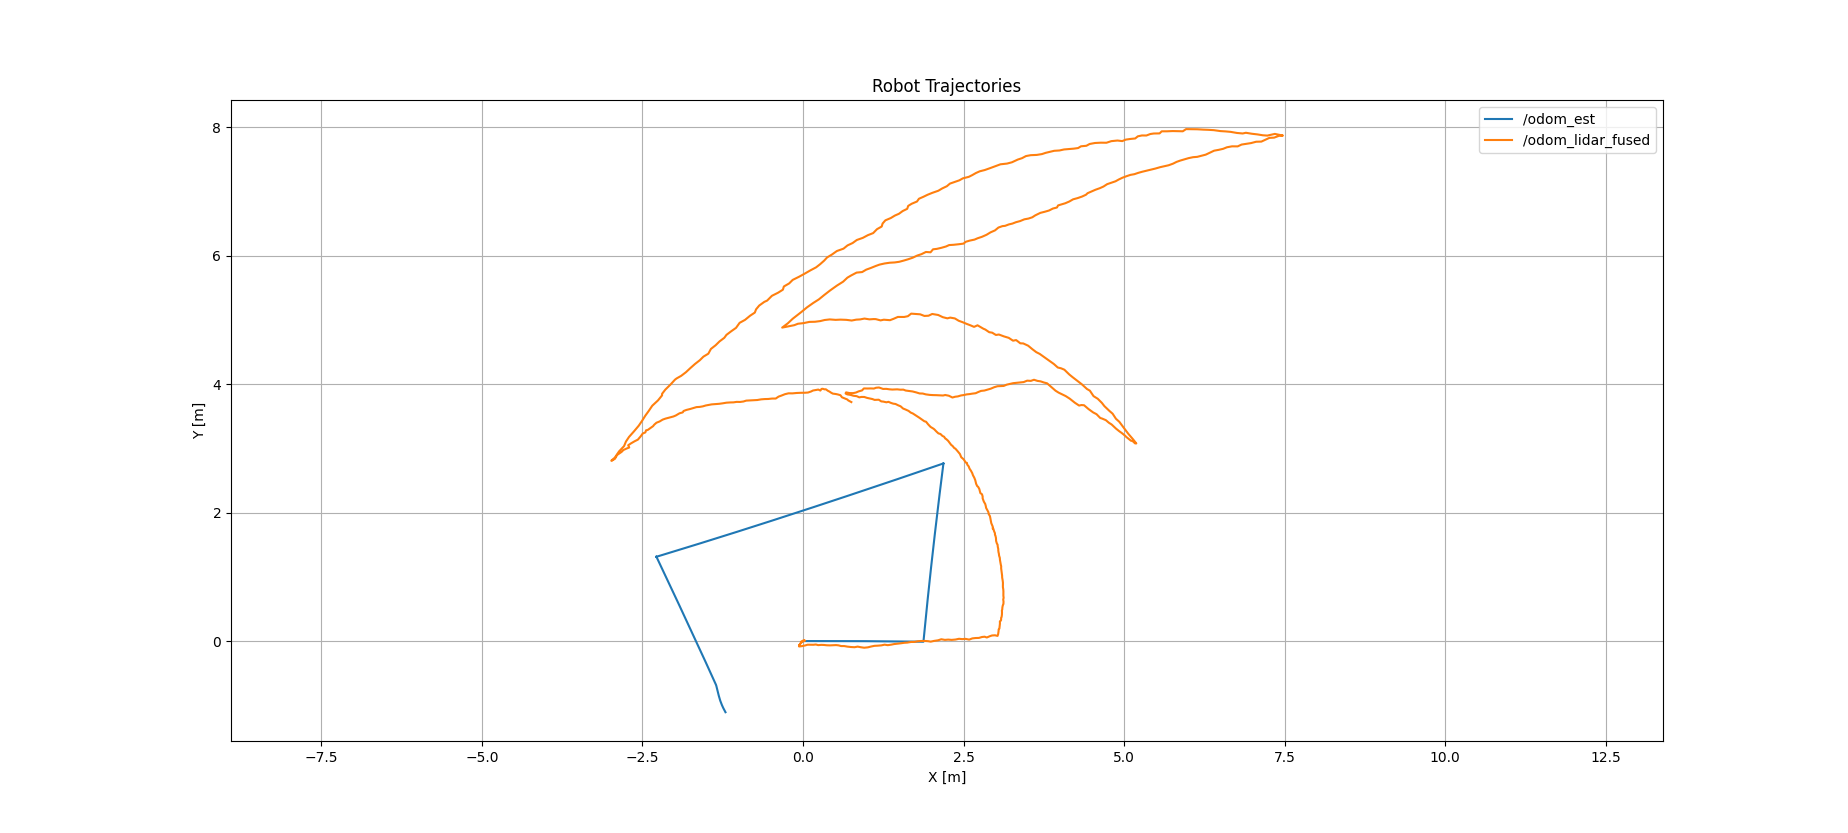 Robot Trajectories
/odom_est
/odom_lidar_fused
8
6
4
2
0
Y [m]
−7.5 −5.0 −2.5 0.0 2.5 5.0 7.5 10.0 12.5
X [m]